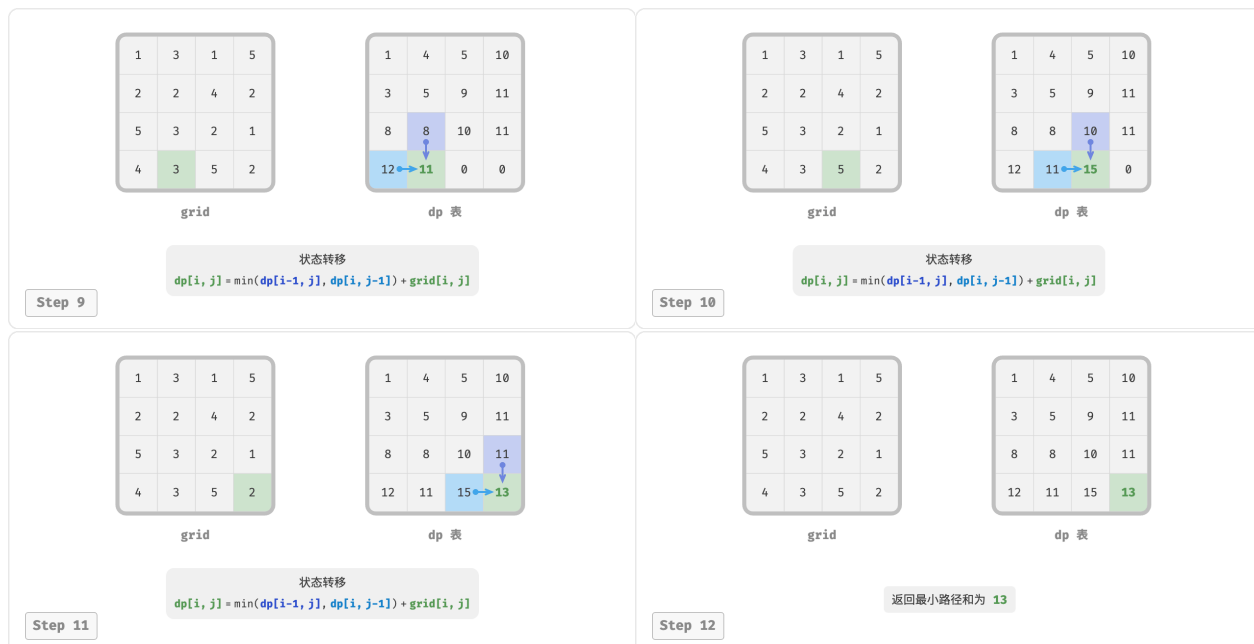 1 3 1 5
2 2 4 2
5 3 2 1
4 3 5 2
grid
1 4 5 10
3 5 9 11
8 8 10 11
12 11 0 0
dp 表
状态转移
dp[i, j] = min(dp[i-1, j], dp[i, j-1]) + grid[i, j]
Step 9
1 3 1 5
2 2 4 2
5 3 2 1
4 3 5 2
grid
1 4 5 10
3 5 9 11
8 8 10 11
12 11 15 0
dp 表
状态转移
dp[i, j] = min(dp[i-1, j], dp[i, j-1]) + grid[i, j]
Step 10
1 3 1 5
2 2 4 2
5 3 2 1
4 3 5 2
grid
1 4 5 10
3 5 9 11
8 8 10 11
12 11 15 13
dp 表
状态转移
dp[i, j] = min(dp[i-1, j], dp[i, j-1]) + grid[i, j]
Step 11
1 3 1 5
2 2 4 2
5 3 2 1
4 3 5 2
grid
1 4 5 10
3 5 9 11
8 8 10 11
12 11 15 13
dp 表
返回最小路径和为 13
Step 12